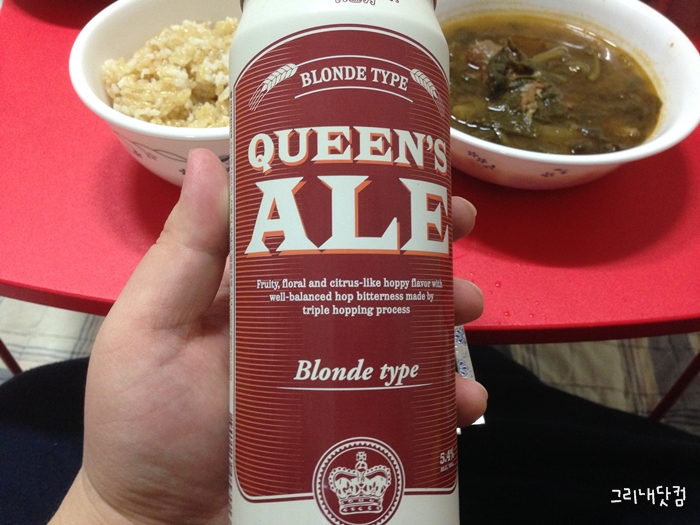 BLONDE TYPE
QUEEN'S
ALE
Fruity, floral and citrus-like hoppy flavor with
well-balanced hop bitterness made by
triple hopping process
Blonde type
5.4%
그리내닷컴